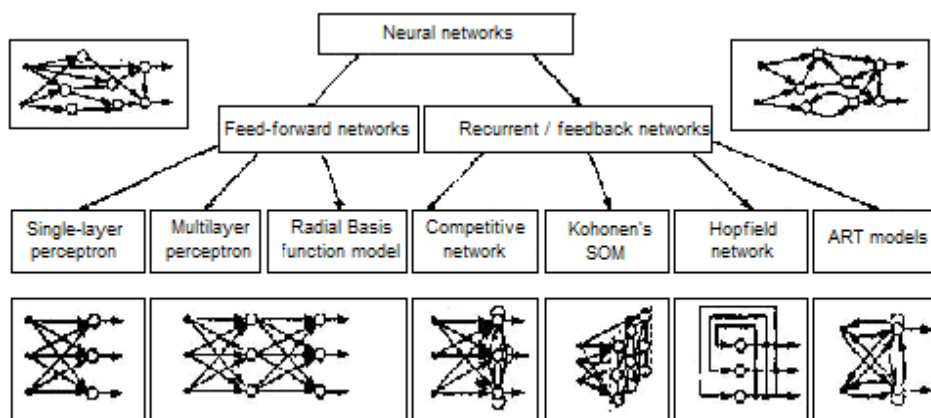 Neural networks
Feed-forward networks
Recurrent / feedback networks
Single-layer
perceptron
Multilayer
perceptron
Radial Basis
function model
Competitive
network
Kohonen's
SOM
Hopfield
network
ART models